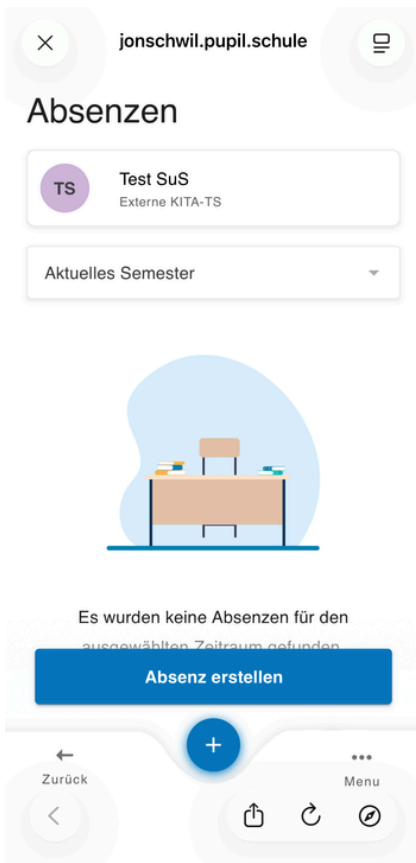 jonschwil.pupil.schule
Absenzen
TS
Test SuS
Externe KITA-TS
Aktuelles Semester
Es wurden keine Absenzen für den
ausgewählten Zeitraum gefunden.
Absenz erstellen
Zurück
Menu